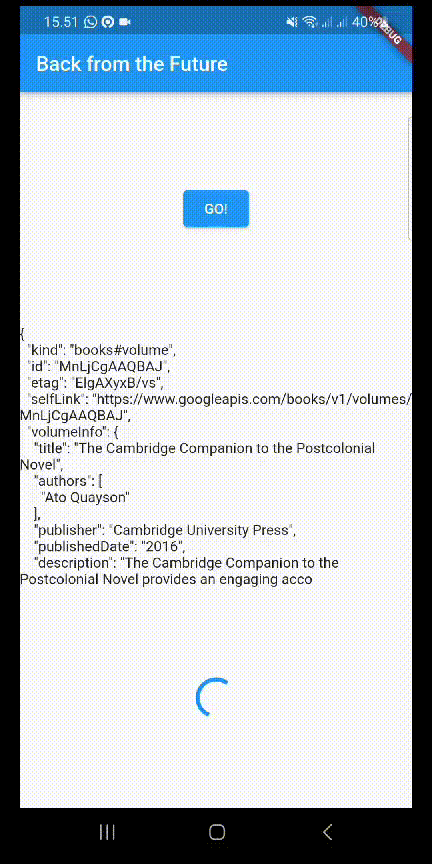 15.51 40%
Back from the Future
GO!
{
"kind": "books#volume",
"id": "MnLjCgAAQBAJ",
"etag": "ElgAXyxB/vs",
"selfLink": "https://www.googleapis.com/books/v1/volumes/
MnLjCgAAQBAJ",
"volumeInfo": {
"title": "The Cambridge Companion to the Postcolonial
Novel",
"authors": [
"Ato Quayson"
],
"publisher": "Cambridge University Press",
"publishedDate": "2016",
"description": "The Cambridge Companion to the
Postcolonial Novel provides an engaging acco